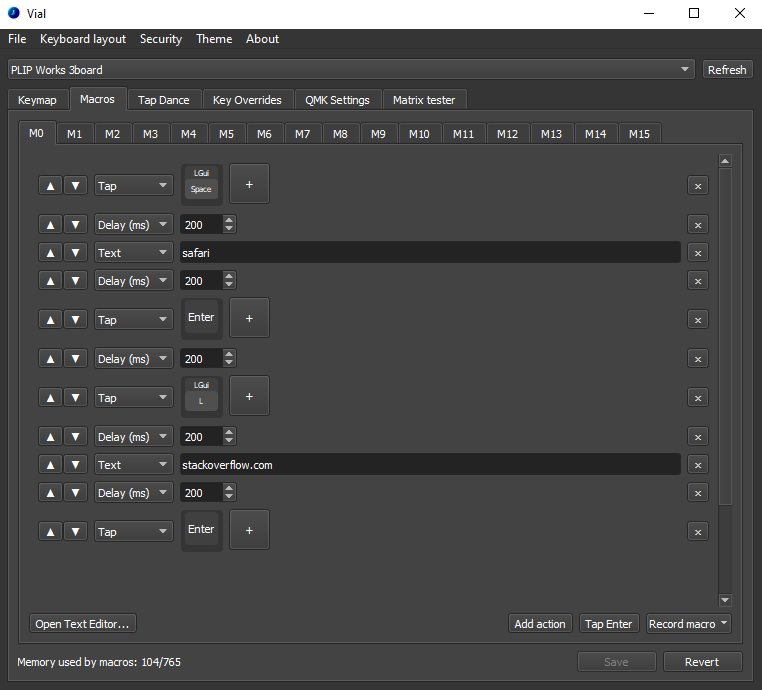 Vial
File Keyboard layout Security Theme About
PLIP Works 3board Refresh
Keymap Macros Tap Dance Key Overrides QMK Settings Matrix tester
M0 M1 M2 M3 M4 M5 M6 M7 M8 M9 M10 M11 M12 M13 M14 M15
▲ ▼ Tap LGui Space + ×
▲ ▼ Delay (ms) 200 ×
▲ ▼ Text safari ×
▲ ▼ Delay (ms) 200 ×
▲ ▼ Tap Enter + ×
▲ ▼ Delay (ms) 200 ×
▲ ▼ Tap LGui L + ×
▲ ▼ Delay (ms) 200 ×
▲ ▼ Text stackoverflow.com ×
▲ ▼ Delay (ms) 200 ×
▲ ▼ Tap Enter + ×
Open Text Editor... Add action Tap Enter Record macro
Memory used by macros: 104/765 Save Revert